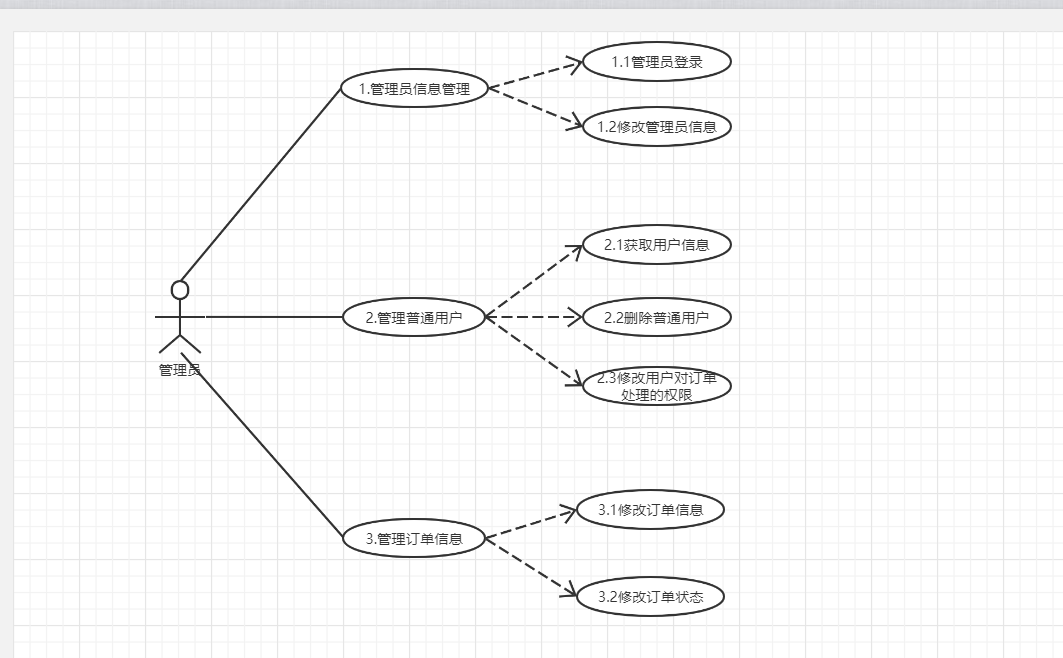 1.管理员信息管理
1.1管理员登录
1.2修改管理员信息
管理员
2.管理普通用户
2.1获取用户信息
2.2删除普通用户
2.3修改用户对订单
处理的权限
3.管理订单信息
3.1修改订单信息
3.2修改订单状态